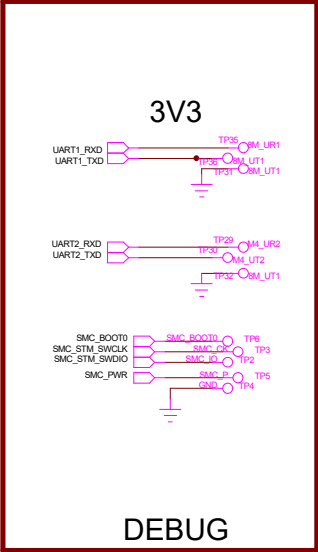 3V3
UART1_RXD TP35 8M_UR1
UART1_TXD TP36 8M_UT1
TP31 8M_UT1
UART2_RXD TP29 M4_UR2
UART2_TXD TP30 M4_UT2
TP32 8M_UT1
SMC_BOOT0 SMC_BOOT0 TP6
SMC_STM_SWCLK SMC_CK TP3
SMC_STM_SWDIO SMC_IO TP2
SMC_PWR SMC_P TP5
GND TP4
DEBUG